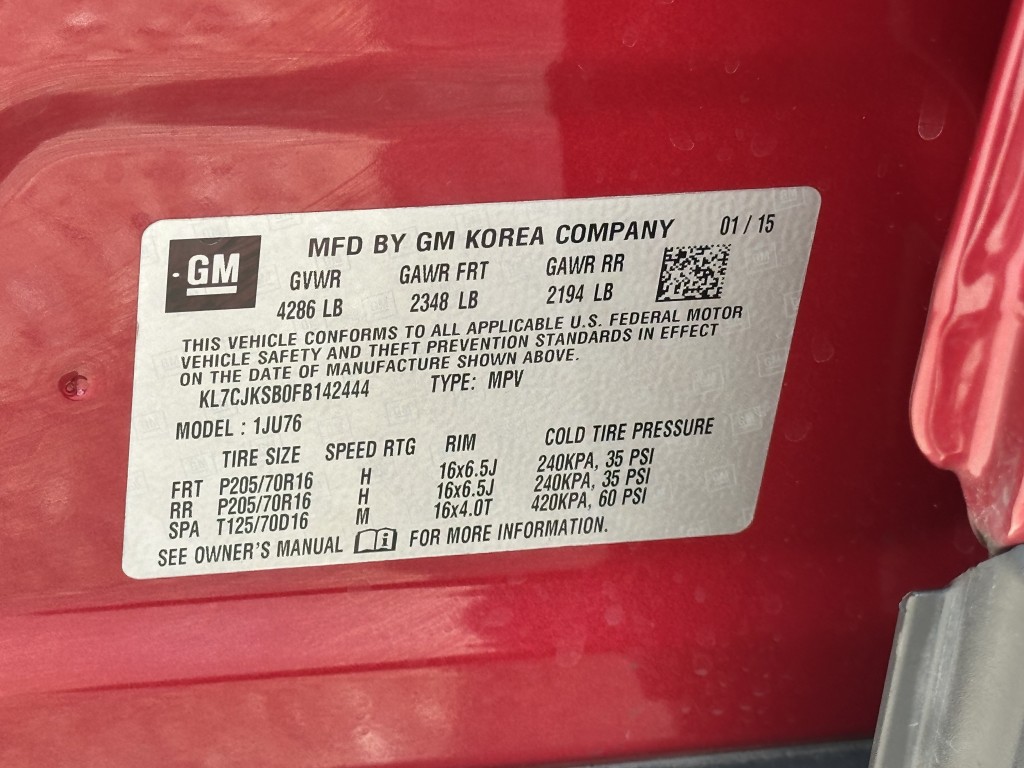 GM
MFD BY GM KOREA COMPANY 01 / 15
GVWR GAWR FRT GAWR RR
4286 LB 2348 LB 2194 LB
THIS VEHICLE CONFORMS TO ALL APPLICABLE U.S. FEDERAL MOTOR
VEHICLE SAFETY AND THEFT PREVENTION STANDARDS IN EFFECT
ON THE DATE OF MANUFACTURE SHOWN ABOVE.
KL7CJKSB0FB142444 TYPE: MPV
MODEL : 1JU76
TIRE SIZE SPEED RTG RIM COLD TIRE PRESSURE
FRT P205/70R16 H 16x6.5J 240KPA, 35 PSI
RR P205/70R16 H 16x6.5J 240KPA, 35 PSI
SPA T125/70D16 M 16x4.0T 420KPA, 60 PSI
SEE OWNER'S MANUAL i FOR MORE INFORMATION.